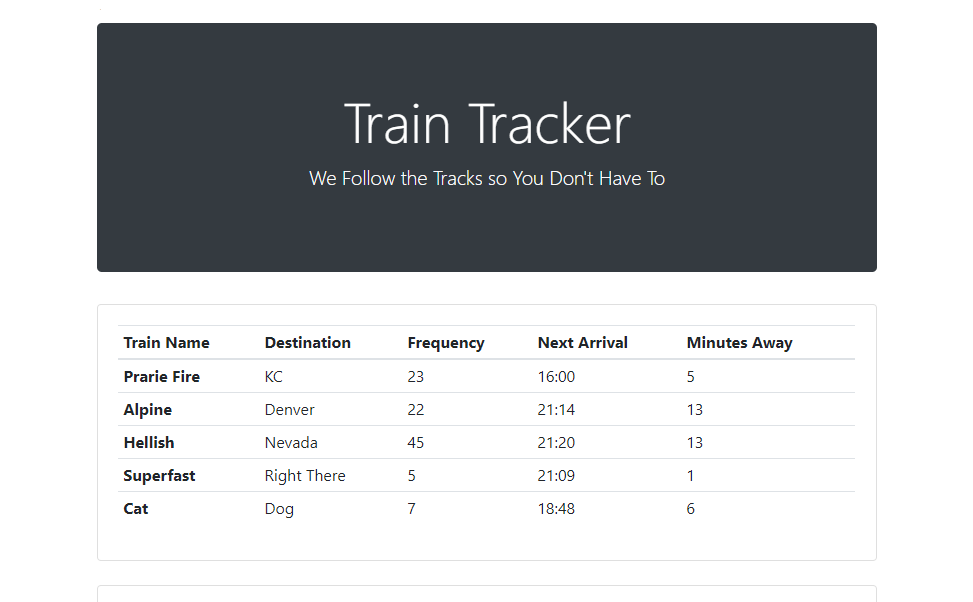 Train Tracker
We Follow the Tracks so You Don't Have To
Train Name Destination Frequency Next Arrival Minutes Away
Prarie Fire KC 23 16:00 5
Alpine Denver 22 21:14 13
Hellish Nevada 45 21:20 13
Superfast Right There 5 21:09 1
Cat Dog 7 18:48 6